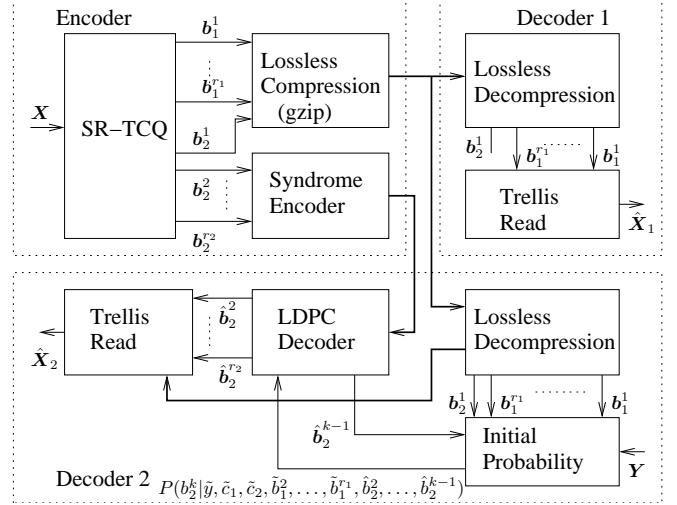 Encoder
Decoder 1
X
SR–TCQ
b_1^1
b_1^{r_1}
b_2^1
b_2^2
b_2^{r_2}
Lossless
Compression
(gzip)
Syndrome
Encoder
Lossless
Decompression
b_2^1
b_1^{r_1}
b_1^1
Trellis
Read
X̂_1
Trellis
Read
X̂_2
b̂_2^2
b̂_2^{r_2}
LDPC
Decoder
b̂_2^{k−1}
Lossless
Decompression
b_2^1
b_1^{r_1}
b_1^1
Initial
Probability
Y
Decoder 2
P(b_2^k|ỹ, c̃_1, c̃_2, b̃_1^2, . . . , b̃_1^{r_1}, b̂_2^2, . . . , b̂_2^{k−1})